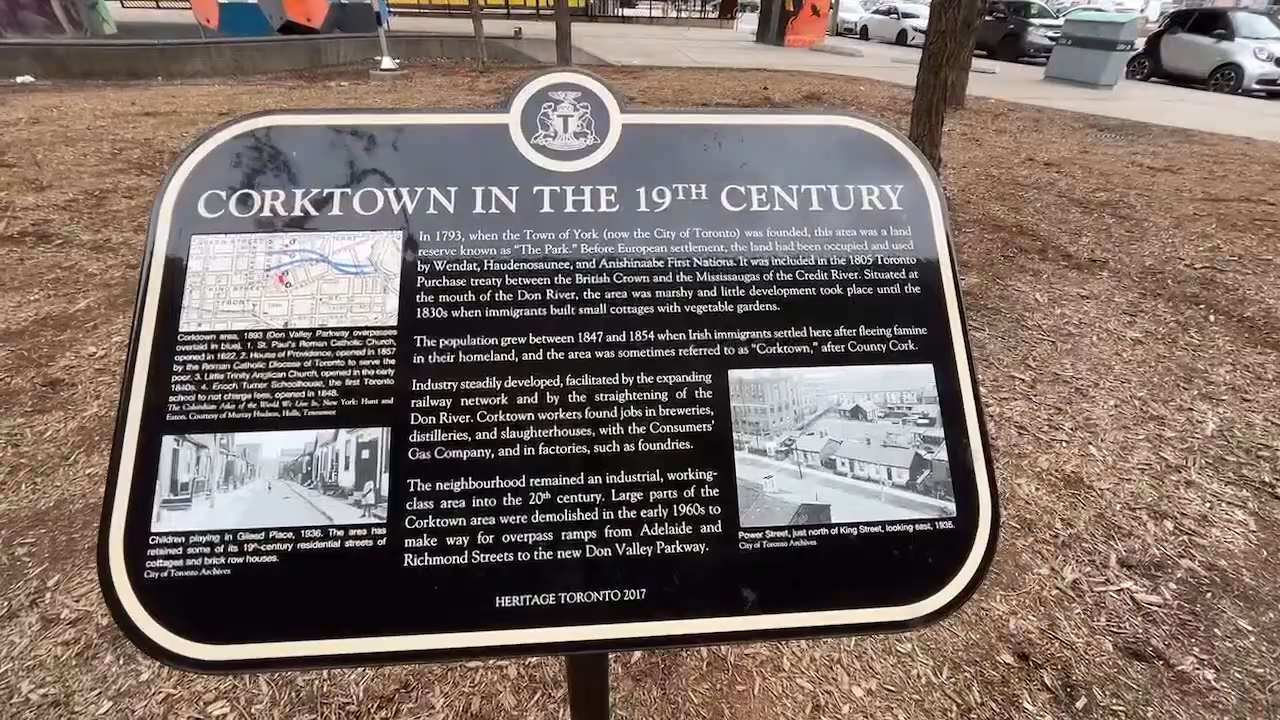 T
CORKTOWN IN THE 19TH CENTURY
In 1793, when the Town of York (now the City of Toronto) was founded, this area was a land
reserve known as "The Park." Before European settlement, the land had been occupied and used
by Wendat, Haudenosaunee, and Anishinaabe First Nations. It was included in the 1805 Toronto
Purchase treaty between the British Crown and the Mississaugas of the Credit River. Situated at
the mouth of the Don River, the area was marshy and little development took place until the
1830s when immigrants built small cottages with vegetable gardens.
The population grew between 1847 and 1854 when Irish immigrants settled here after fleeing famine
in their homeland, and the area was sometimes referred to as "Corktown," after County Cork.
Industry steadily developed, facilitated by the expanding
railway network and by the straightening of the
Don River. Corktown workers found jobs in breweries,
distilleries, and slaughterhouses, with the Consumers'
Gas Company, and in factories, such as foundries.
The neighbourhood remained an industrial, working-
class area into the 20th century. Large parts of the
Corktown area were demolished in the early 1960s to
make way for overpass ramps from Adelaide and
Richmond Streets to the new Don Valley Parkway.
Corktown area, 1893 (Don Valley Parkway overpasses
overlaid in blue). 1. St. Paul's Roman Catholic Church,
opened in 1822. 2. House of Providence, opened in 1857
by the Roman Catholic Diocese of Toronto to serve the
poor. 3. Little Trinity Anglican Church, opened in the early
1840s. 4. Enoch Turner Schoolhouse, the first Toronto
school to not charge fees, opened in 1848.
The Columbian Atlas of the World We Live In, New York: Hunt and
Eaton. Courtesy of Murray Hudson, Halls, Tennessee
Children playing in Gilead Place, 1936. The area has
retained some of its 19th-century residential streets of
cottages and brick row houses.
City of Toronto Archives
Power Street, just north of King Street, looking east, 1936.
City of Toronto Archives
HERITAGE TORONTO 2017